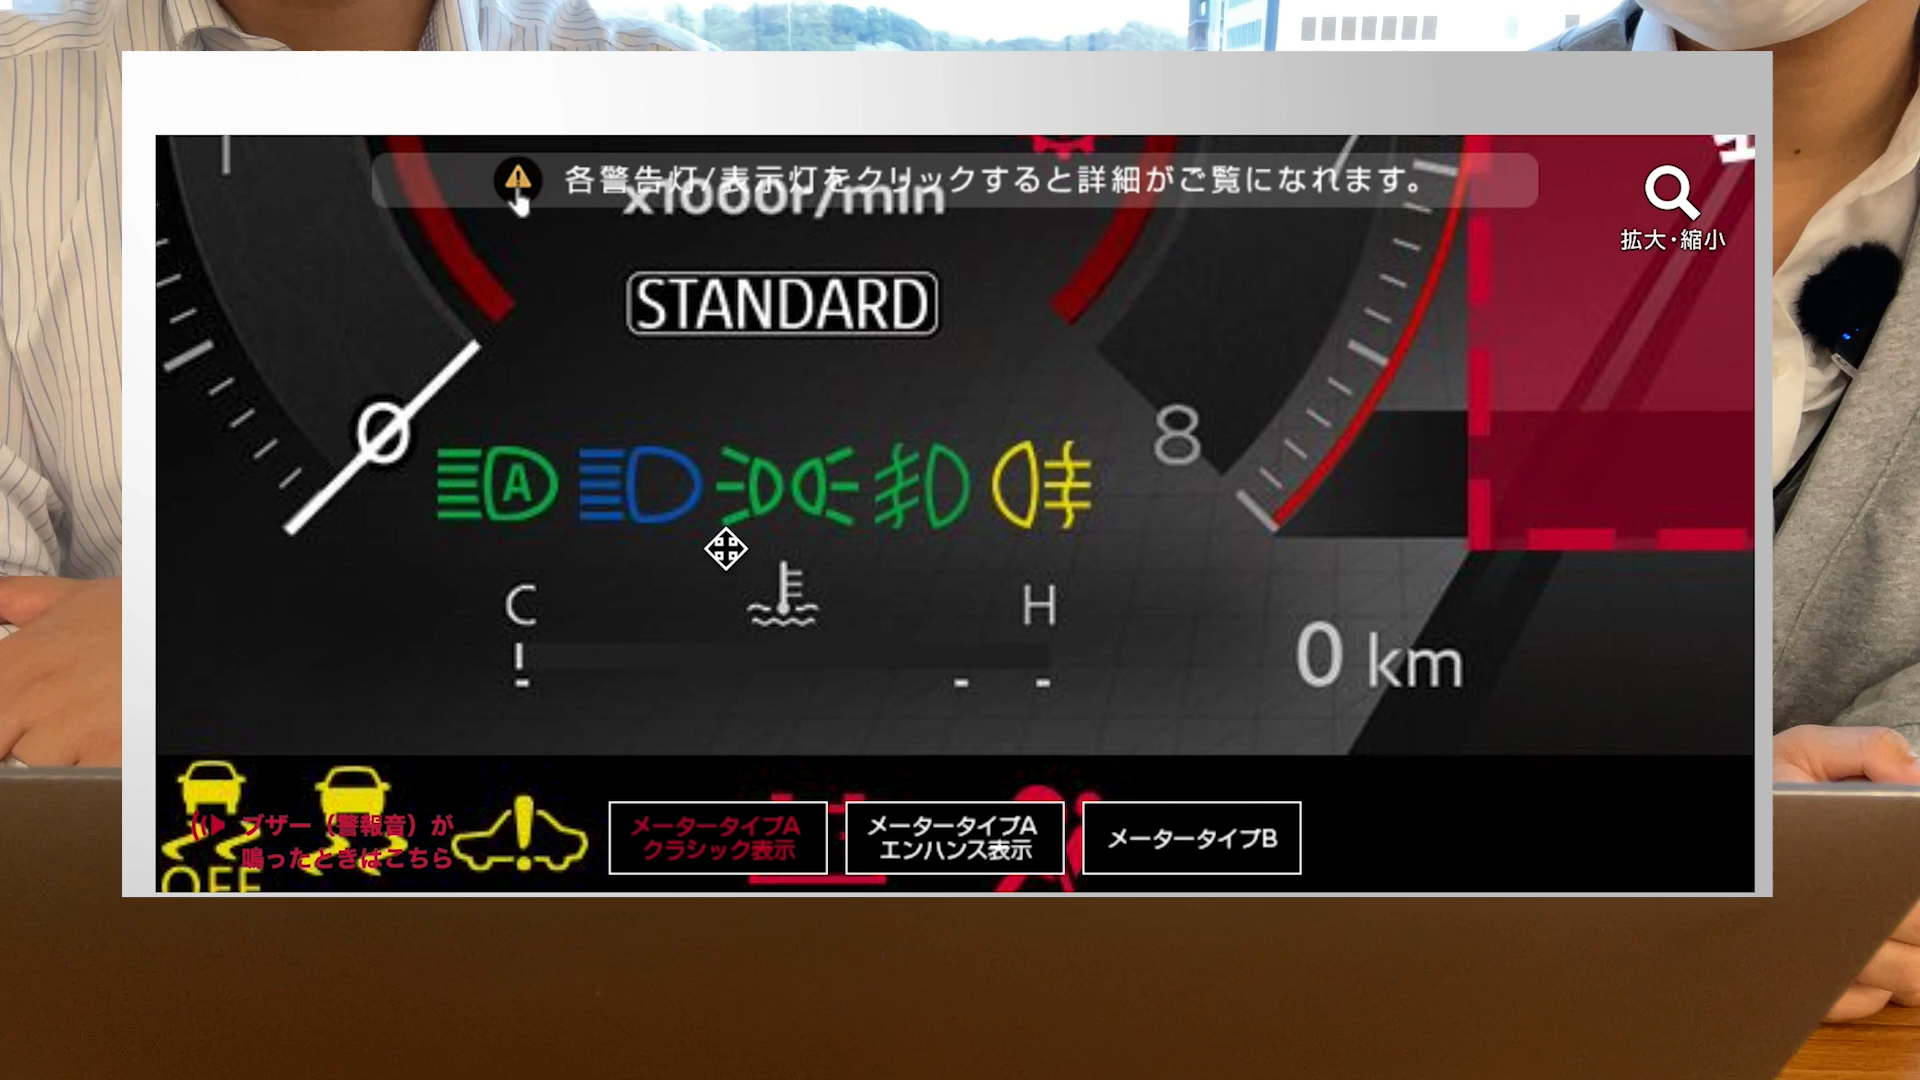 各警告灯/表示灯をクリックすると詳細がご覧になれます。
x1000r/min
拡大・縮小
STANDARD
0
8
A
C
H
0 km
ブザー（警報音）が
鳴ったときはこちら
OFF
メータータイプA
クラシック表示
メータータイプA
エンハンス表示
メータータイプB